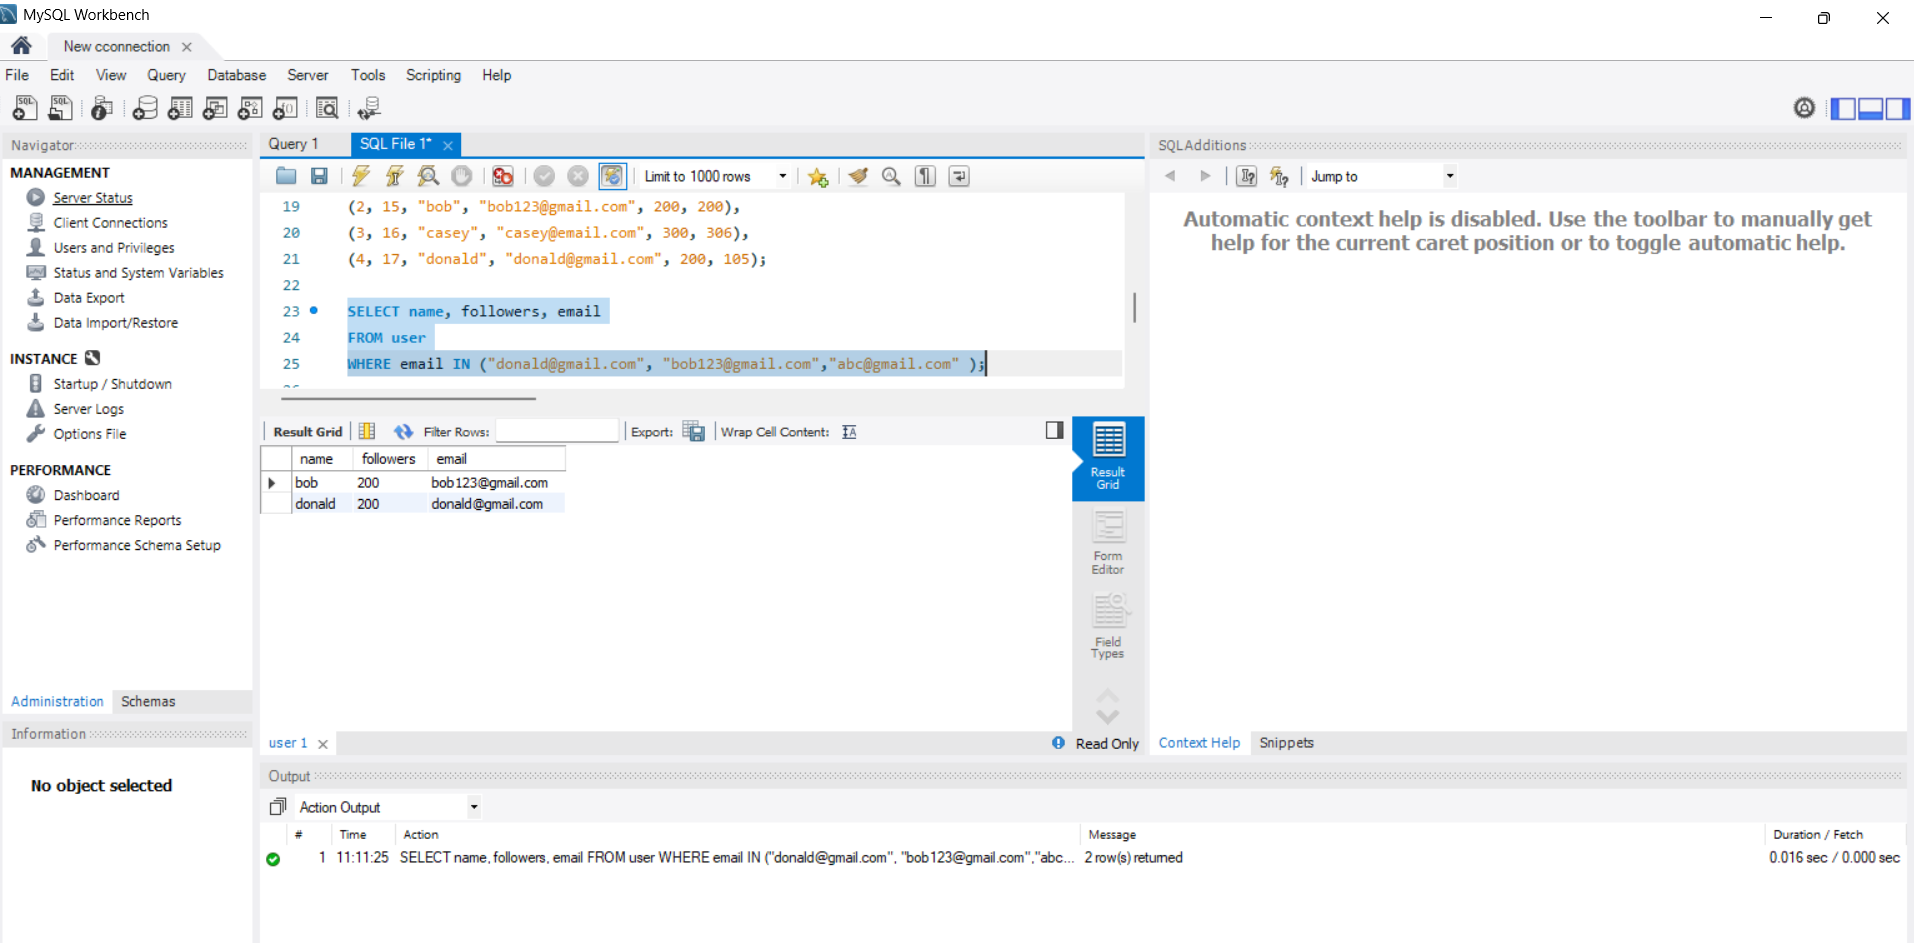 MySQL Workbench
New cconnection
File Edit View Query Database Server Tools Scripting Help
Navigator
MANAGEMENT
Server Status
Client Connections
Users and Privileges
Status and System Variables
Data Export
Data Import/Restore
INSTANCE
Startup / Shutdown
Server Logs
Options File
PERFORMANCE
Dashboard
Performance Reports
Performance Schema Setup
Administration Schemas
Information
No object selected
Query 1 SQL File 1*
Limit to 1000 rows
19 (2, 15, "bob", "bob123@gmail.com", 200, 200),
20 (3, 16, "casey", "casey@email.com", 300, 306),
21 (4, 17, "donald", "donald@gmail.com", 200, 105);
22
23 SELECT name, followers, email
24 FROM user
25 WHERE email IN ("donald@gmail.com", "bob123@gmail.com","abc@gmail.com" );
26
Result Grid Filter Rows: Export: Wrap Cell Content:
name followers email
bob 200 bob123@gmail.com
donald 200 donald@gmail.com
Result
Grid
Form
Editor
Field
Types
user 1 Read Only
SQLAdditions
Jump to
Automatic context help is disabled. Use the toolbar to manually get
help for the current caret position or to toggle automatic help.
Context Help Snippets
Output
Action Output
# Time Action Message Duration / Fetch
1 11:11:25 SELECT name, followers, email FROM user WHERE email IN ("donald@gmail.com", "bob123@gmail.com","abc... 2 row(s) returned 0.016 sec / 0.000 sec